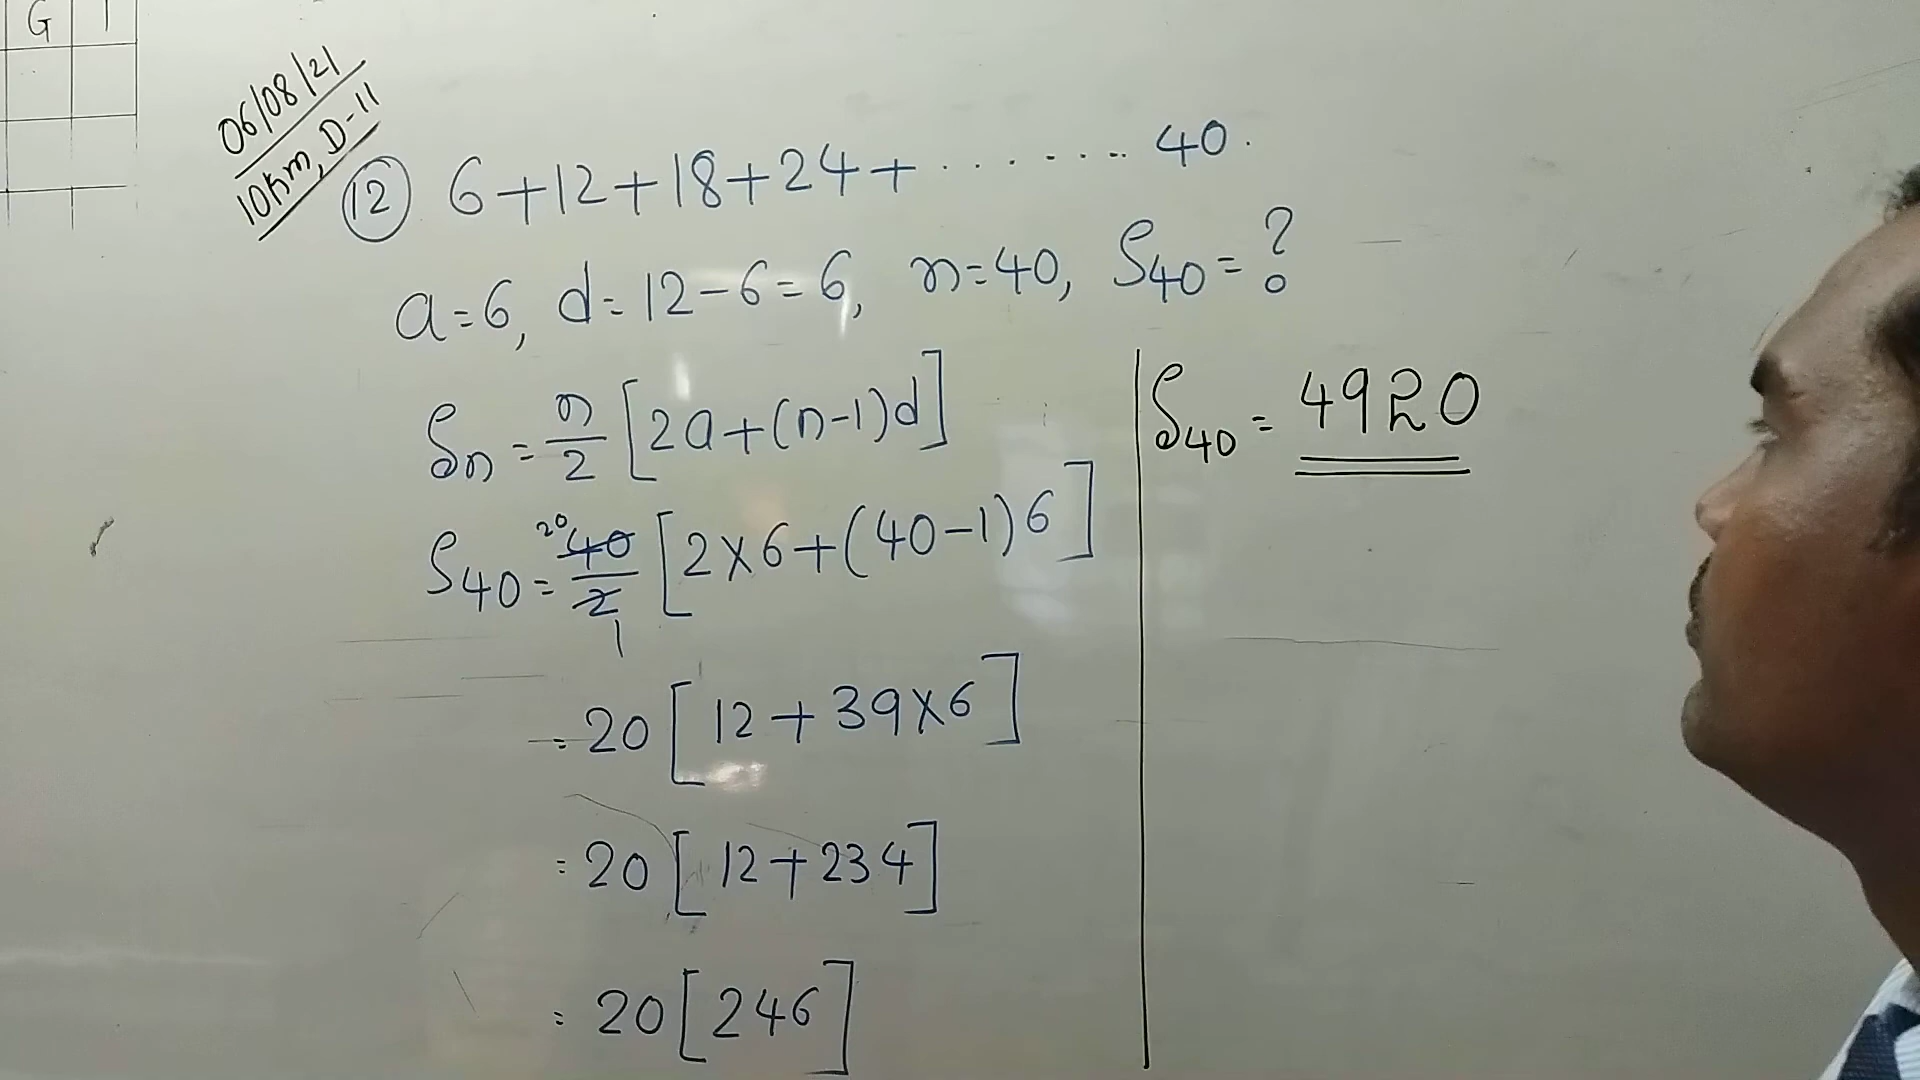 G
06/08/21
10Km, D-11
12 6+12+18+24+ ....... 40.
a=6, d=12-6=6, n=40, S40=?
Sn = n/2 [2a+(n-1)d]
S40 = 40/2 [2×6+(40-1)6]
20
1
= 20[12+39×6]
= 20[12+234]
= 20[246]
S40 = 4920